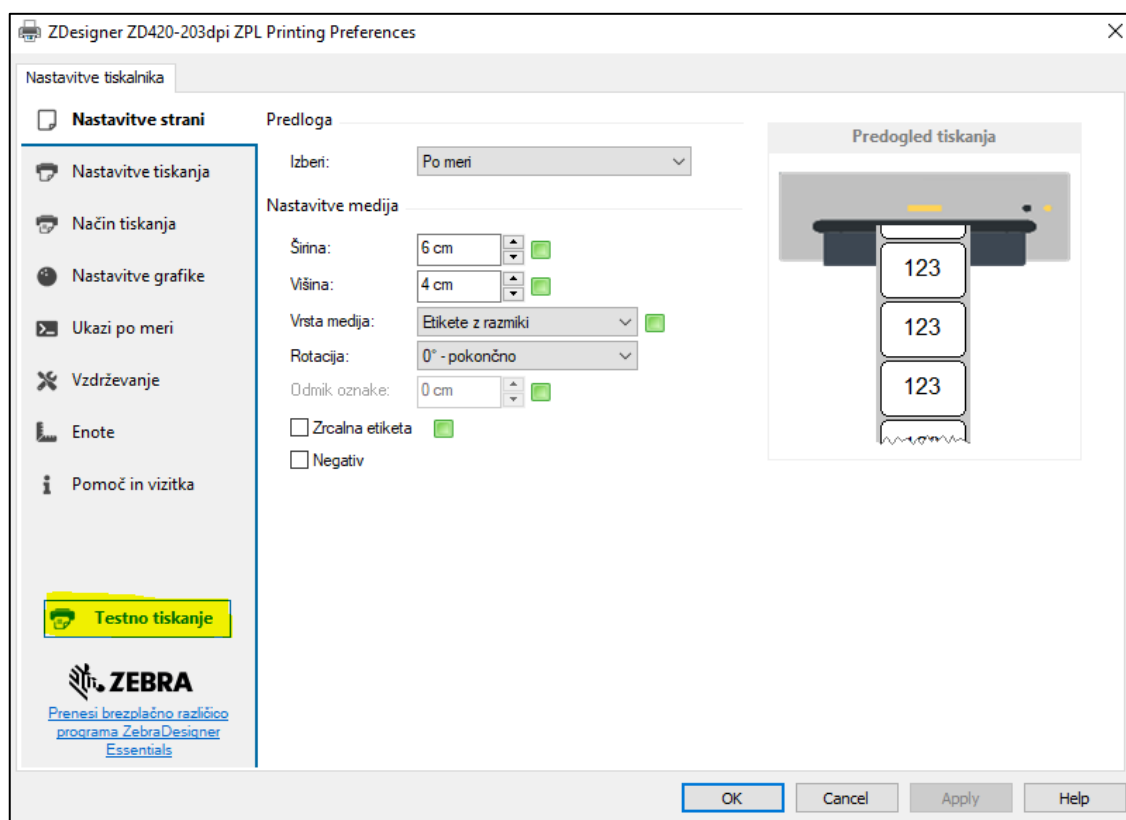 ZDesigner ZD420-203dpi ZPL Printing Preferences
Nastavitve tiskalnika
Nastavitve strani
Nastavitve tiskanja
Način tiskanja
Nastavitve grafike
Ukazi po meri
Vzdrževanje
Enote
Pomoč in vizitka
Testno tiskanje
ZEBRA
Prenesi brezplačno različico
programa ZebraDesigner
Essentials
Predloga
Izberi: Po meri
Nastavitve medija
Širina: 6 cm
Višina: 4 cm
Vrsta medija: Etikete z razmiki
Rotacija: 0° - pokončno
Odmik oznake: 0 cm
Zrcalna etiketa
Negativ
Predogled tiskanja
123
123
123
OK Cancel Apply Help